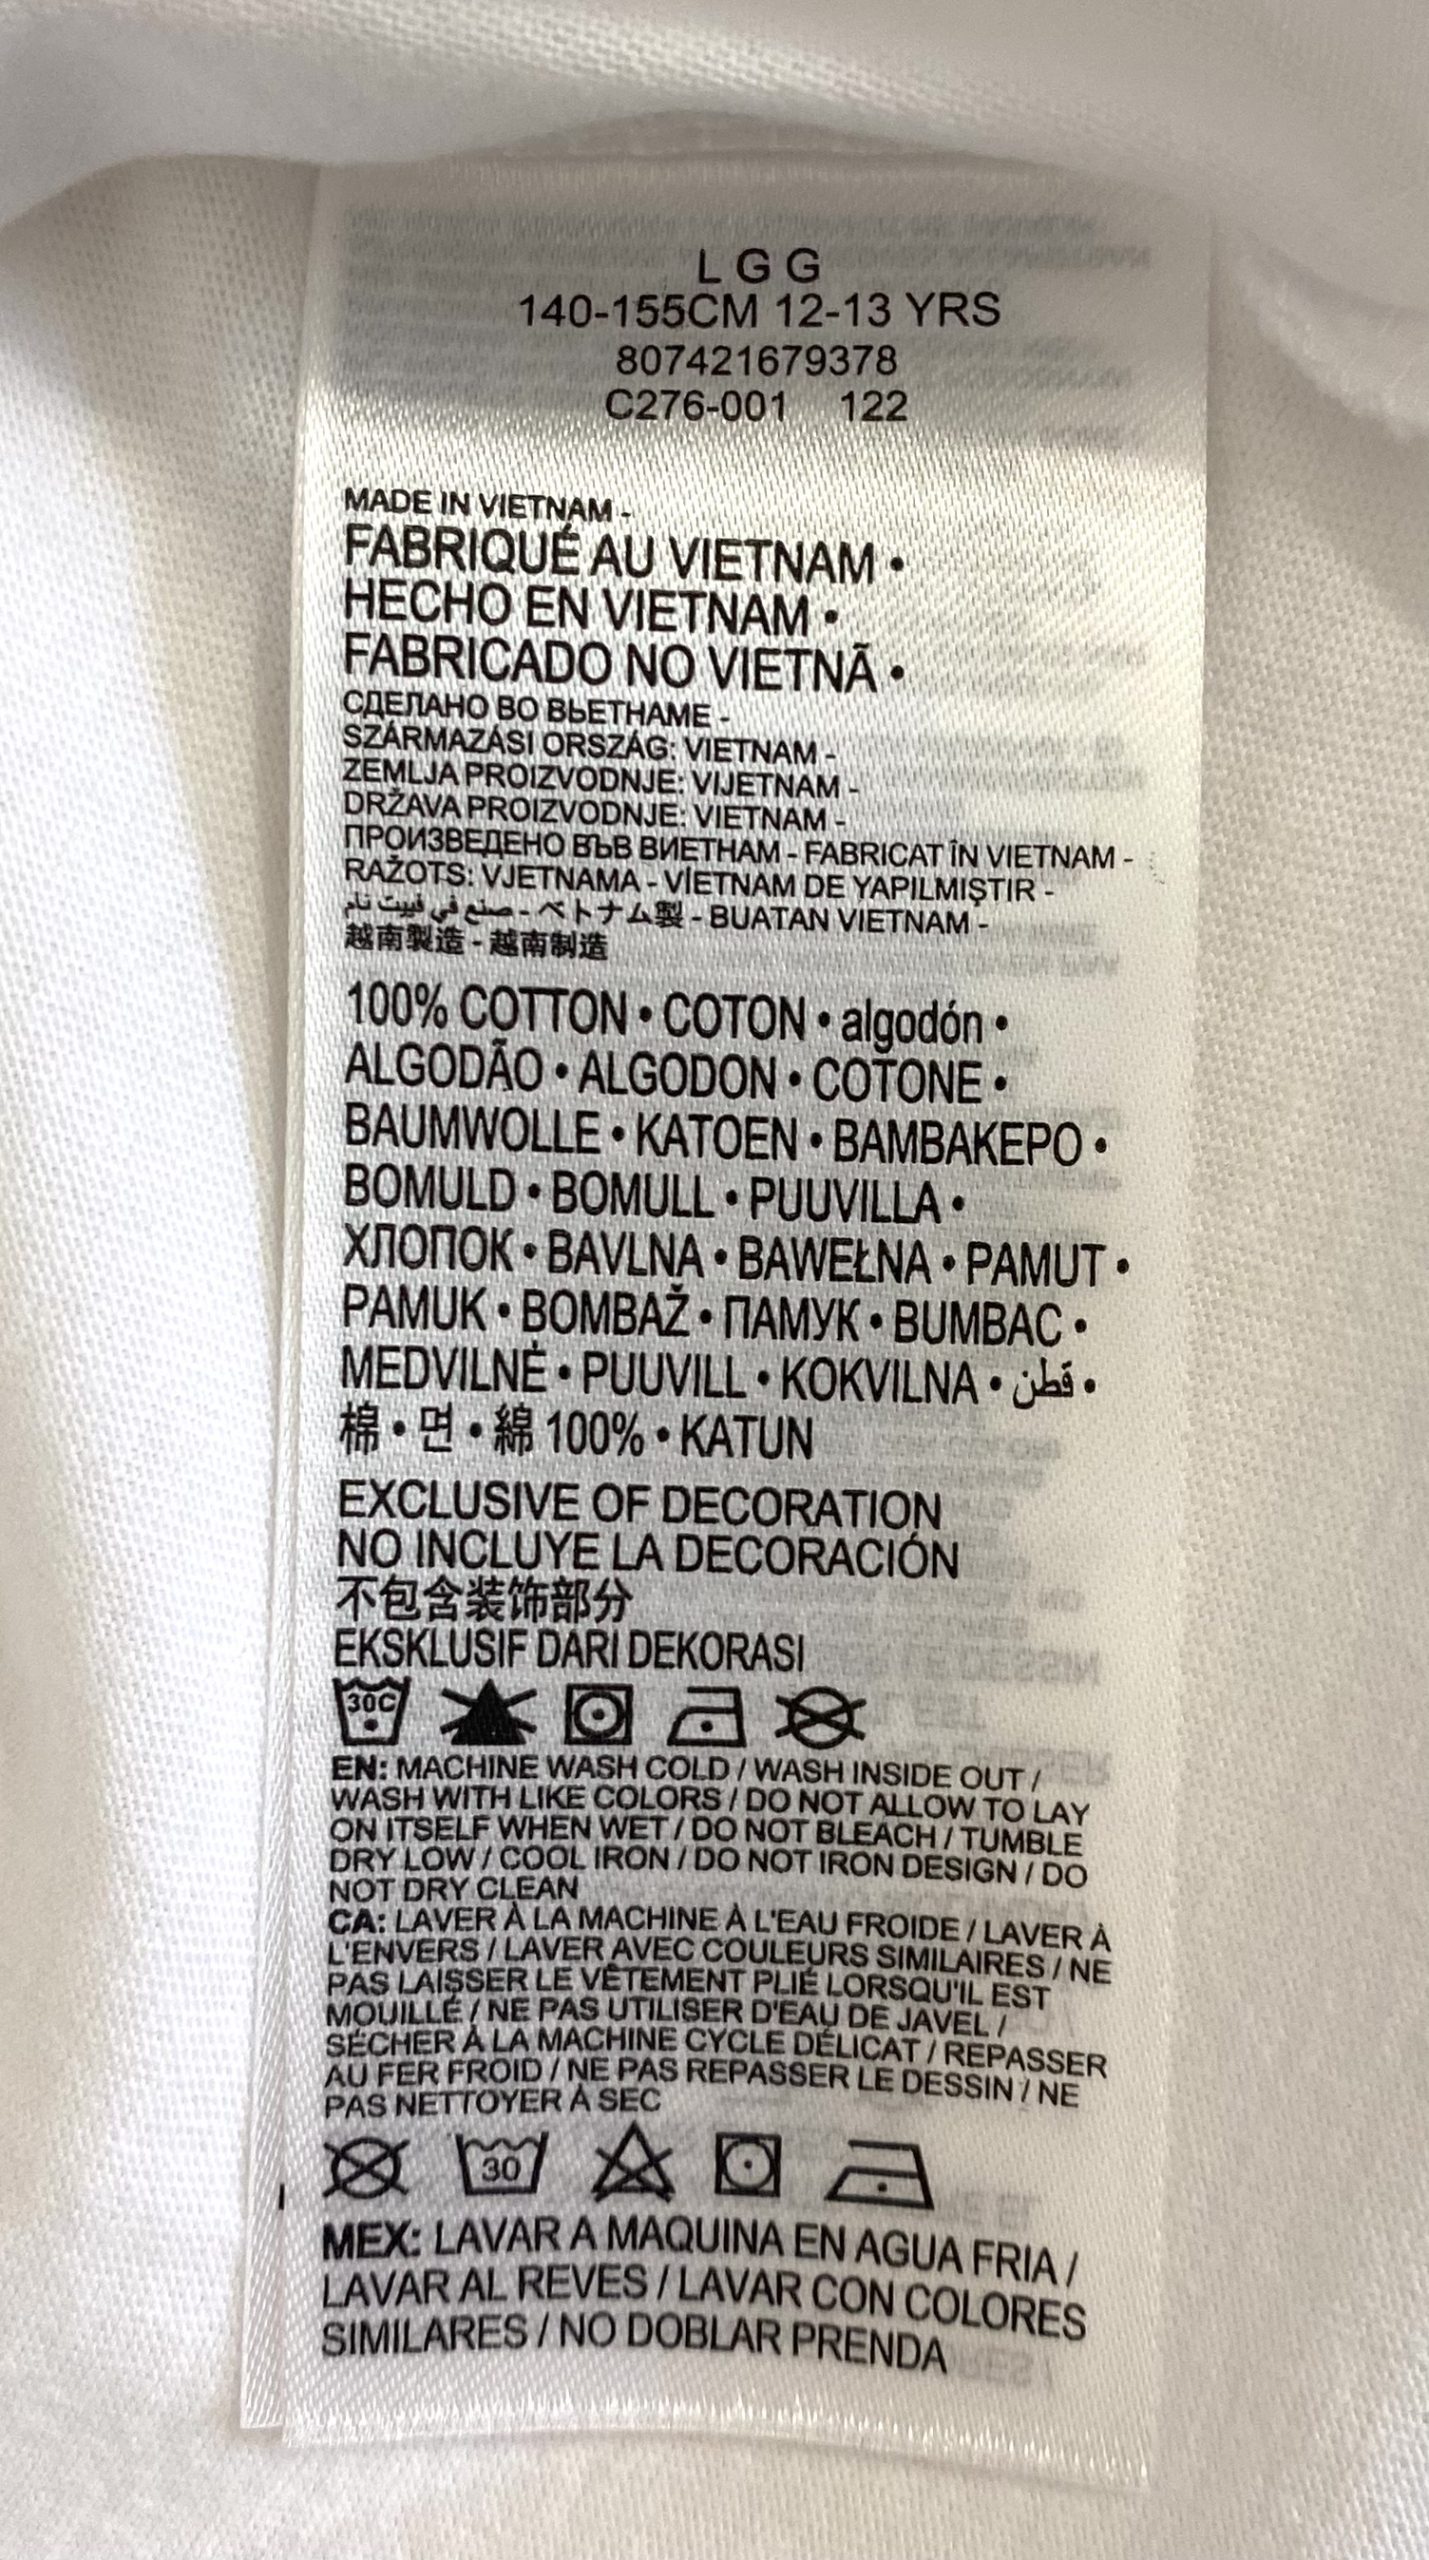 L G G
140-155CM 12-13 YRS
807421679378
C276-001 122
MADE IN VIETNAM -
FABRIQUÉ AU VIETNAM •
HECHO EN VIETNAM •
FABRICADO NO VIETNÃ •
СДЕЛАНО ВО ВЬЕТНАМЕ -
SZÁRMAZÁSI ORSZÁG: VIETNAM -
ZEMLJA PROIZVODNJE: VIJETNAM -
DRŽAVA PROIZVODNJE: VIETNAM -
ПРОИЗВЕДЕНО ВЪВ ВИЕТНАМ - FABRICAT ÎN VIETNAM -
RAŽOTS: VJETNAMA - VİETNAM DE YAPILMIŞTIR -
صنع في فييت نام - ベトナム製 - BUATAN VIETNAM -
越南製造 - 越南制造
100% COTTON • COTON • algodón •
ALGODÃO • ALGODON • COTONE •
BAUMWOLLE • KATOEN • BAMBAKEPO •
BOMULD • BOMULL • PUUVILLA •
ХЛОПОК • BAVLNA • BAWEŁNA • PAMUT •
PAMUK • BOMBAŽ • ПАМУК • BUMBAC •
MEDVILNĖ • PUUVILL • KOKVILNA • قطن •
棉 • 면 • 綿 100% • KATUN
EXCLUSIVE OF DECORATION
NO INCLUYE LA DECORACIÓN
不包含装饰部分
EKSKLUSIF DARI DEKORASI
30C
EN: MACHINE WASH COLD / WASH INSIDE OUT /
WASH WITH LIKE COLORS / DO NOT ALLOW TO LAY
ON ITSELF WHEN WET / DO NOT BLEACH / TUMBLE
DRY LOW / COOL IRON / DO NOT IRON DESIGN / DO
NOT DRY CLEAN
CA: LAVER À LA MACHINE À L'EAU FROIDE / LAVER À
L'ENVERS / LAVER AVEC COULEURS SIMILAIRES / NE
PAS LAISSER LE VÊTEMENT PLIÉ LORSQU'IL EST
MOUILLÉ / NE PAS UTILISER D'EAU DE JAVEL /
SÉCHER À LA MACHINE CYCLE DÉLICAT / REPASSER
AU FER FROID / NE PAS REPASSER LE DESSIN / NE
PAS NETTOYER À SEC
30
MEX: LAVAR A MAQUINA EN AGUA FRIA /
LAVAR AL REVES / LAVAR CON COLORES
SIMILARES / NO DOBLAR PRENDA